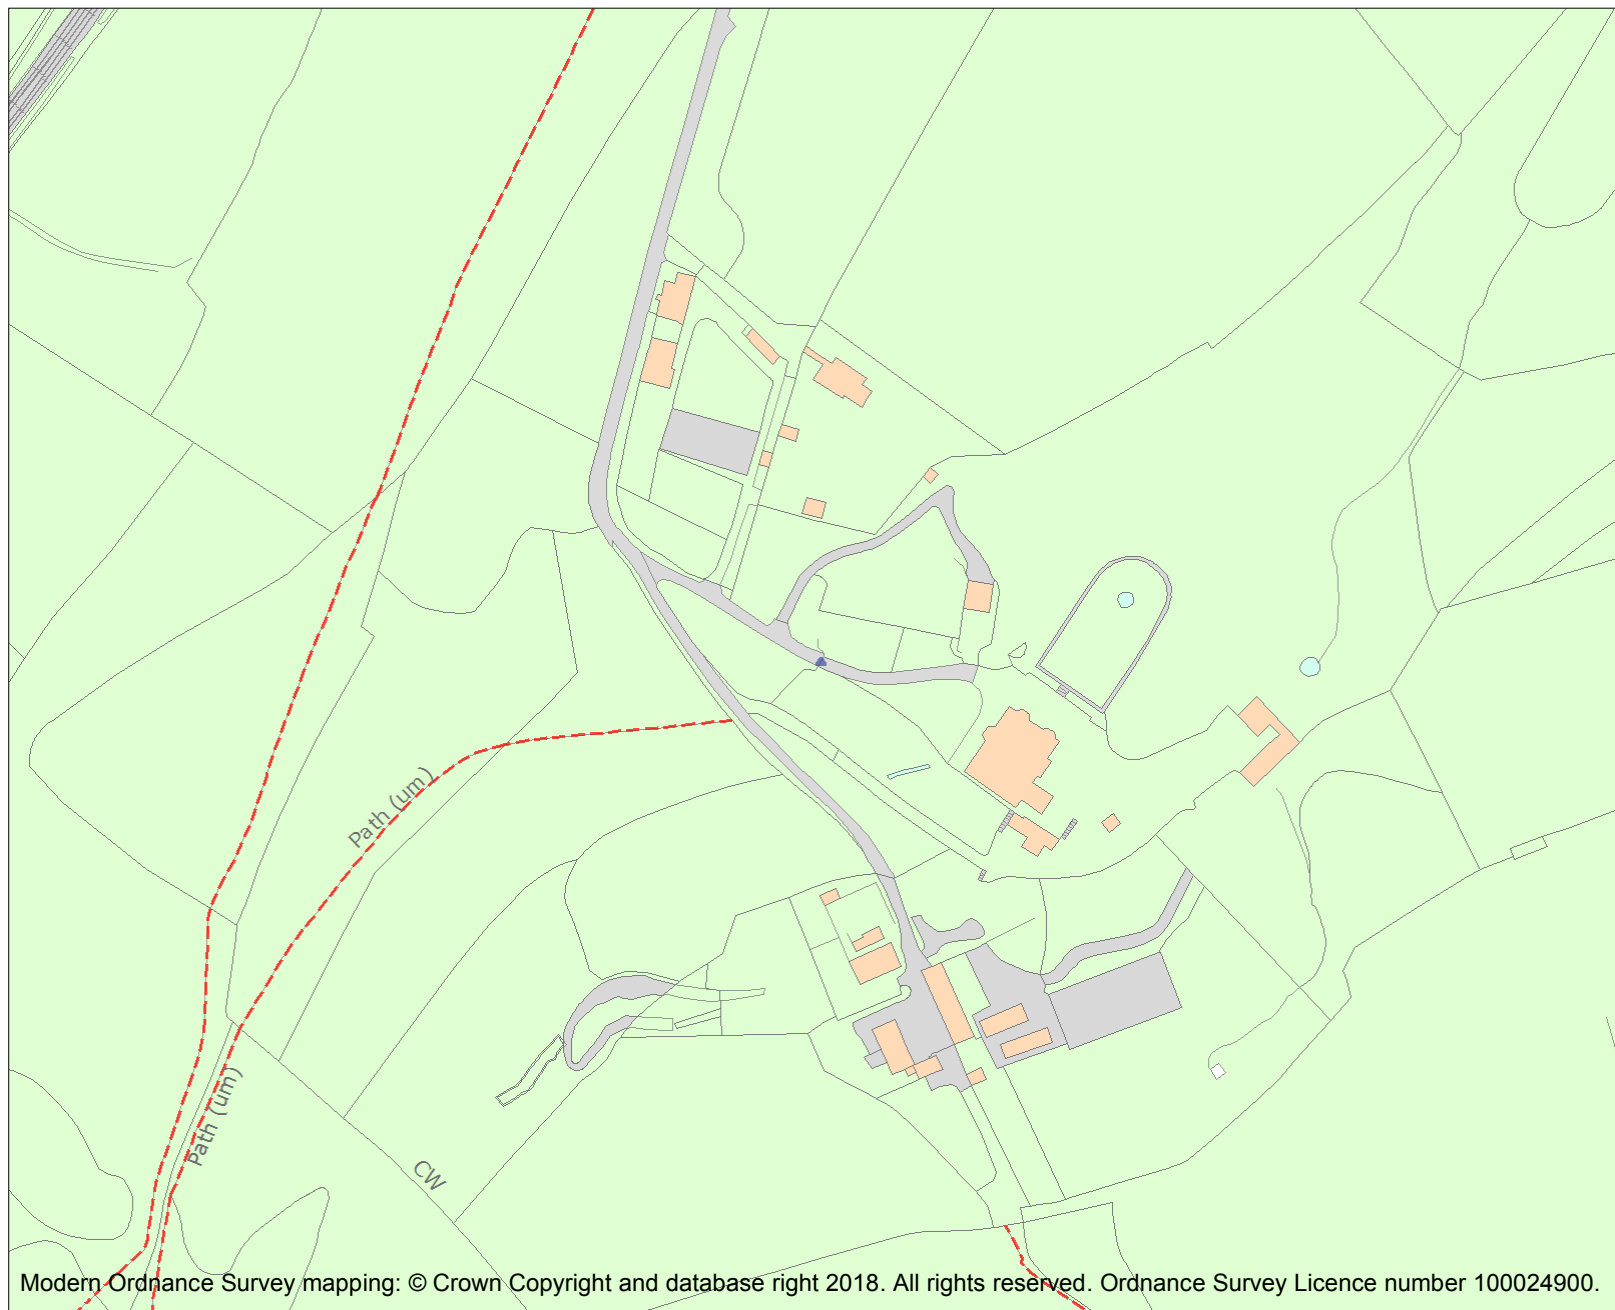 Path (um)
Path (um)
CW
Modern Ordnance Survey mapping: © Crown Copyright and database right 2018. All rights reserved. Ordnance Survey Licence number 100024900.